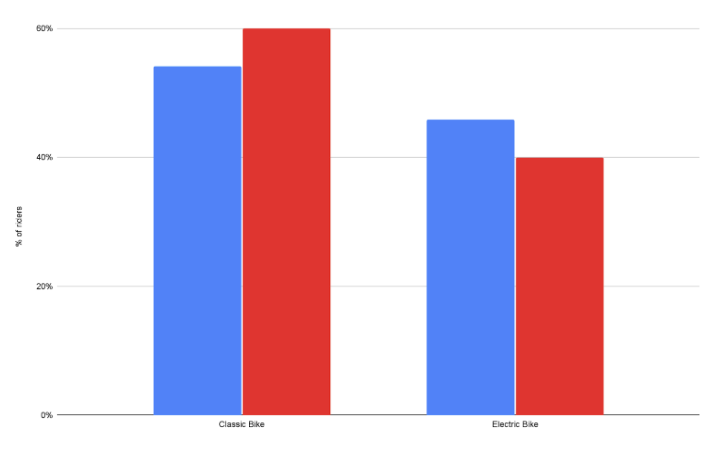 60%
40%
20%
0%
% of riders
Classic Bike
Electric Bike